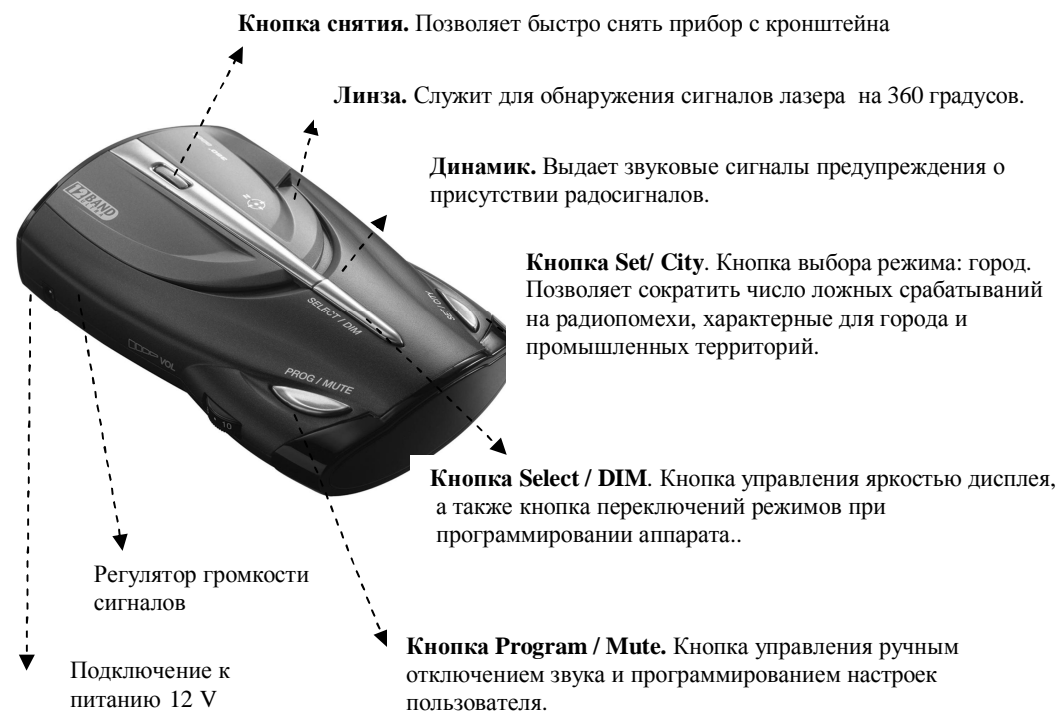 Кнопка снятия. Позволяет быстро снять прибор с кронштейна
Линза. Служит для обнаружения сигналов лазера на 360 градусов.
Динамик. Выдает звуковые сигналы предупреждения о
присутствии радосигналов.
Кнопка Set/ City. Кнопка выбора режима: город.
Позволяет сократить число ложных срабатываний
на радиопомехи, характерные для города и
промышленных территорий.
12 BAND
SELECT / DIM
VOL
PROG / MUTE
10
Кнопка Select / DIM. Кнопка управления яркостью дисплея,
а также кнопка переключений режимов при
программировании аппарата..
Регулятор громкости
сигналов
Кнопка Program / Mute. Кнопка управления ручным
отключением звука и программированием настроек
пользователя.
Подключение к
питанию 12 V